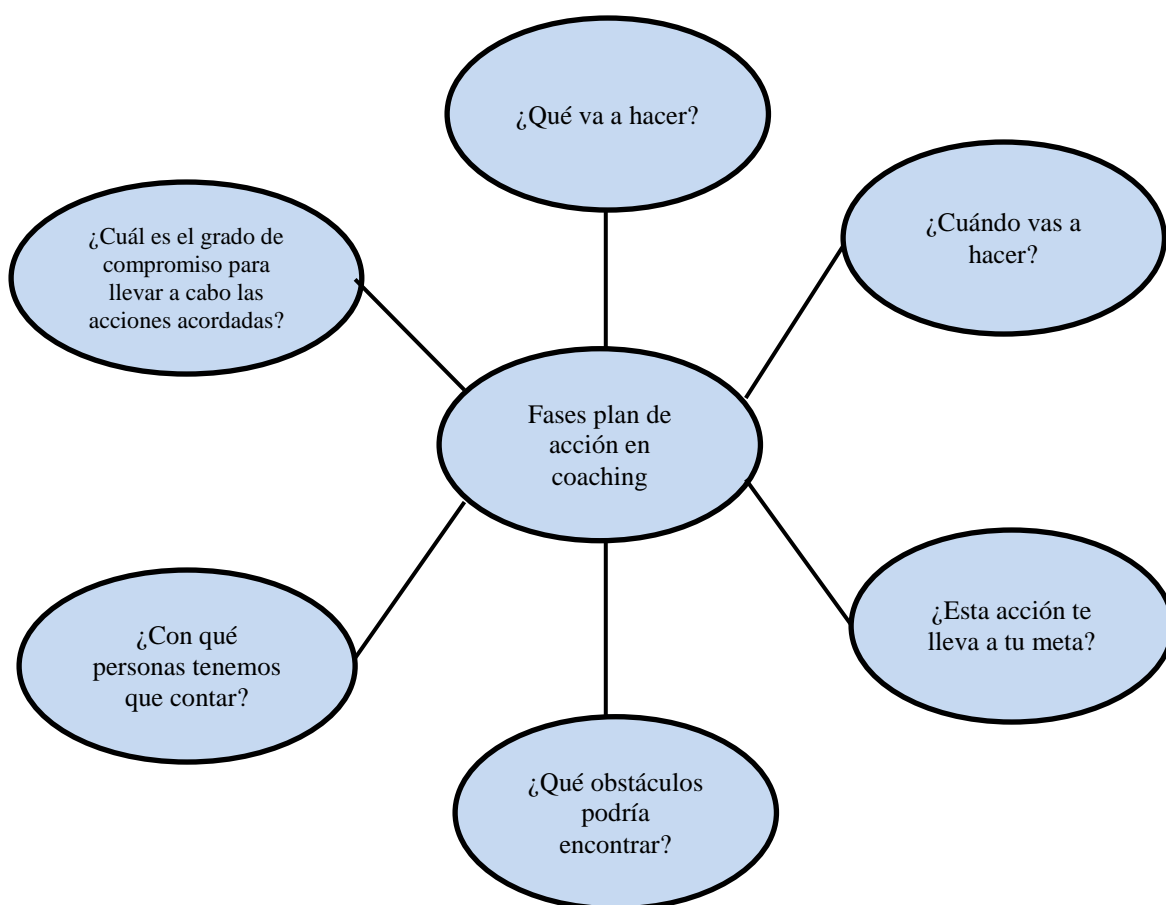 ¿Qué va a hacer?
¿Cuándo vas a
hacer?
¿Cuál es el grado de
compromiso para
llevar a cabo las
acciones acordadas?
Fases plan de
acción en
coaching
¿Esta acción te
lleva a tu meta?
¿Con qué
personas tenemos
que contar?
¿Qué obstáculos
podría
encontrar?